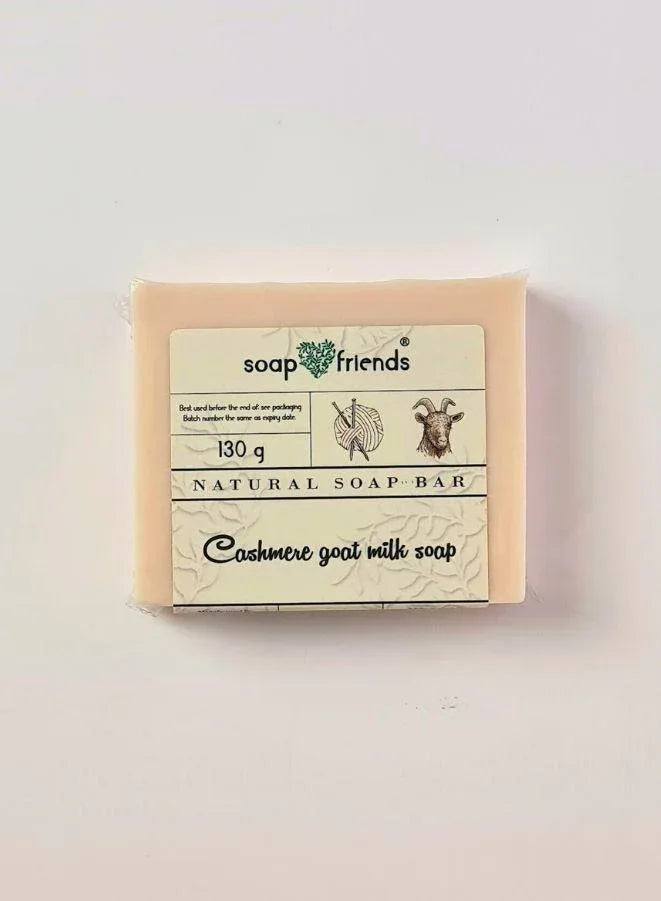 soap friends®
Best used before the end of: see packaging
Batch number the same as expiry date.
130 g
NATURAL SOAP BAR
Cashmere goat milk soap